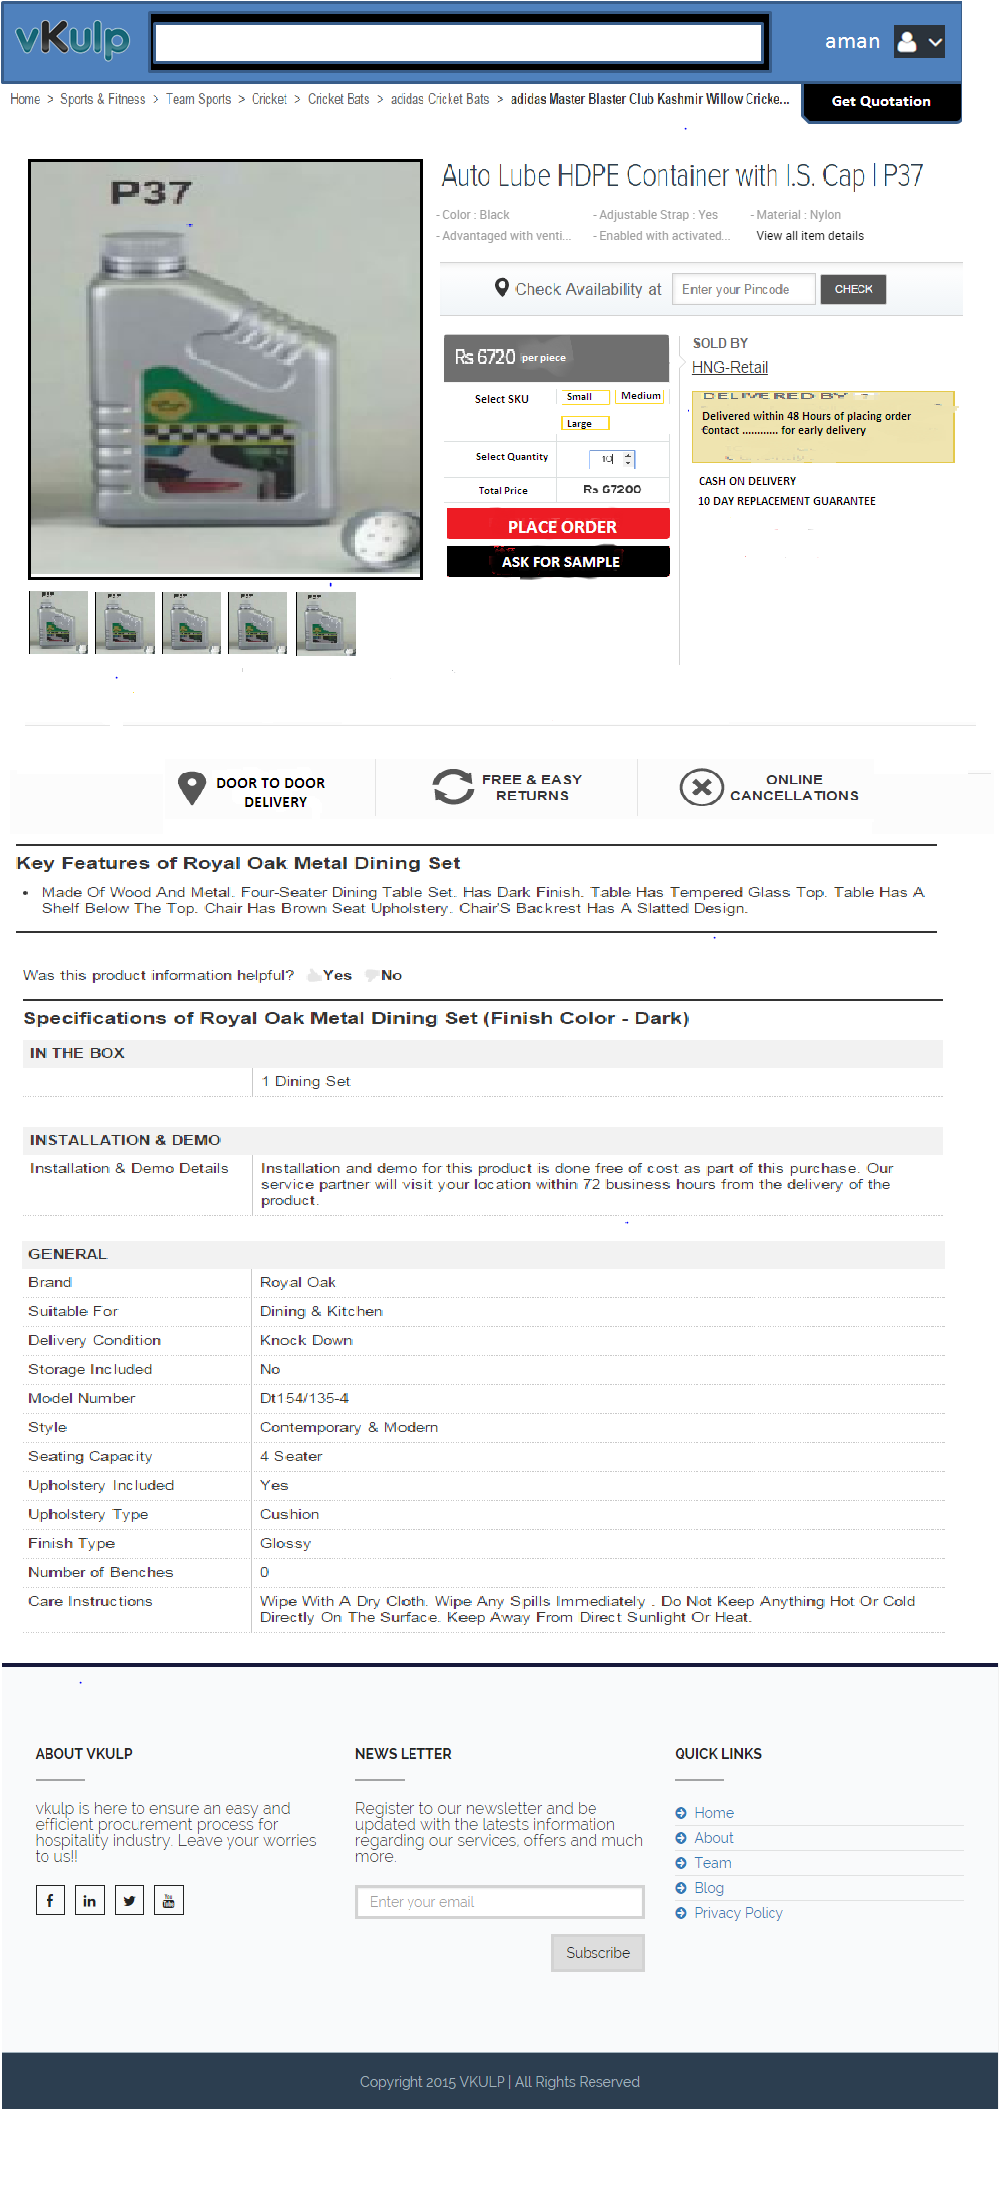 vKulp
aman
Home > Sports & Fitness > Team Sports > Cricket > Cricket Bats > adidas Cricket Bats > adidas Master Blaster Club Kashmir Willow Cricke...
Get Quotation
P37
Auto Lube HDPE Container with I.S. Cap | P37
- Color : Black - Adjustable Strap : Yes - Material : Nylon
- Advantaged with venti... - Enabled with activated... View all item details
Check Availability at Enter your Pincode CHECK
Rs 6720 per piece
Select SKU Small Medium
Large
Select Quantity 10
Total Price Rs 67200
PLACE ORDER
ASK FOR SAMPLE
SOLD BY
HNG-Retail
DELIVERED BY
Delivered within 48 Hours of placing order
Contact ............ for early delivery
CASH ON DELIVERY
10 DAY REPLACEMENT GUARANTEE
DOOR TO DOOR
DELIVERY
FREE & EASY
RETURNS
ONLINE
CANCELLATIONS
Key Features of Royal Oak Metal Dining Set
• Made Of Wood And Metal. Four-Seater Dining Table Set. Has Dark Finish. Table Has Tempered Glass Top. Table Has A
Shelf Below The Top. Chair Has Brown Seat Upholstery. Chair'S Backrest Has A Slatted Design.
Was this product information helpful? Yes No
Specifications of Royal Oak Metal Dining Set (Finish Color - Dark)
IN THE BOX
1 Dining Set
INSTALLATION & DEMO
Installation & Demo Details Installation and demo for this product is done free of cost as part of this purchase. Our
service partner will visit your location within 72 business hours from the delivery of the
product.
GENERAL
Brand Royal Oak
Suitable For Dining & Kitchen
Delivery Condition Knock Down
Storage Included No
Model Number Dt154/135-4
Style Contemporary & Modern
Seating Capacity 4 Seater
Upholstery Included Yes
Upholstery Type Cushion
Finish Type Glossy
Number of Benches 0
Care Instructions Wipe With A Dry Cloth. Wipe Any Spills Immediately . Do Not Keep Anything Hot Or Cold
Directly On The Surface. Keep Away From Direct Sunlight Or Heat.
ABOUT VKULP
vkulp is here to ensure an easy and
efficient procurement process for
hospitality industry. Leave your worries
to us!!
NEWS LETTER
Register to our newsletter and be
updated with the latests information
regarding our services, offers and much
more.
Enter your email
Subscribe
QUICK LINKS
Home
About
Team
Blog
Privacy Policy
Copyright 2015 VKULP | All Rights Reserved